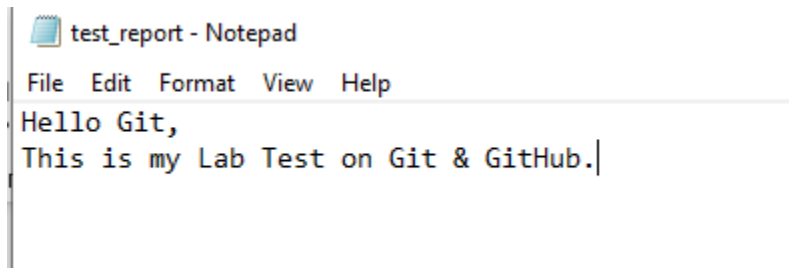 test_report - Notepad
File Edit Format View Help
Hello Git,
This is my Lab Test on Git & GitHub.